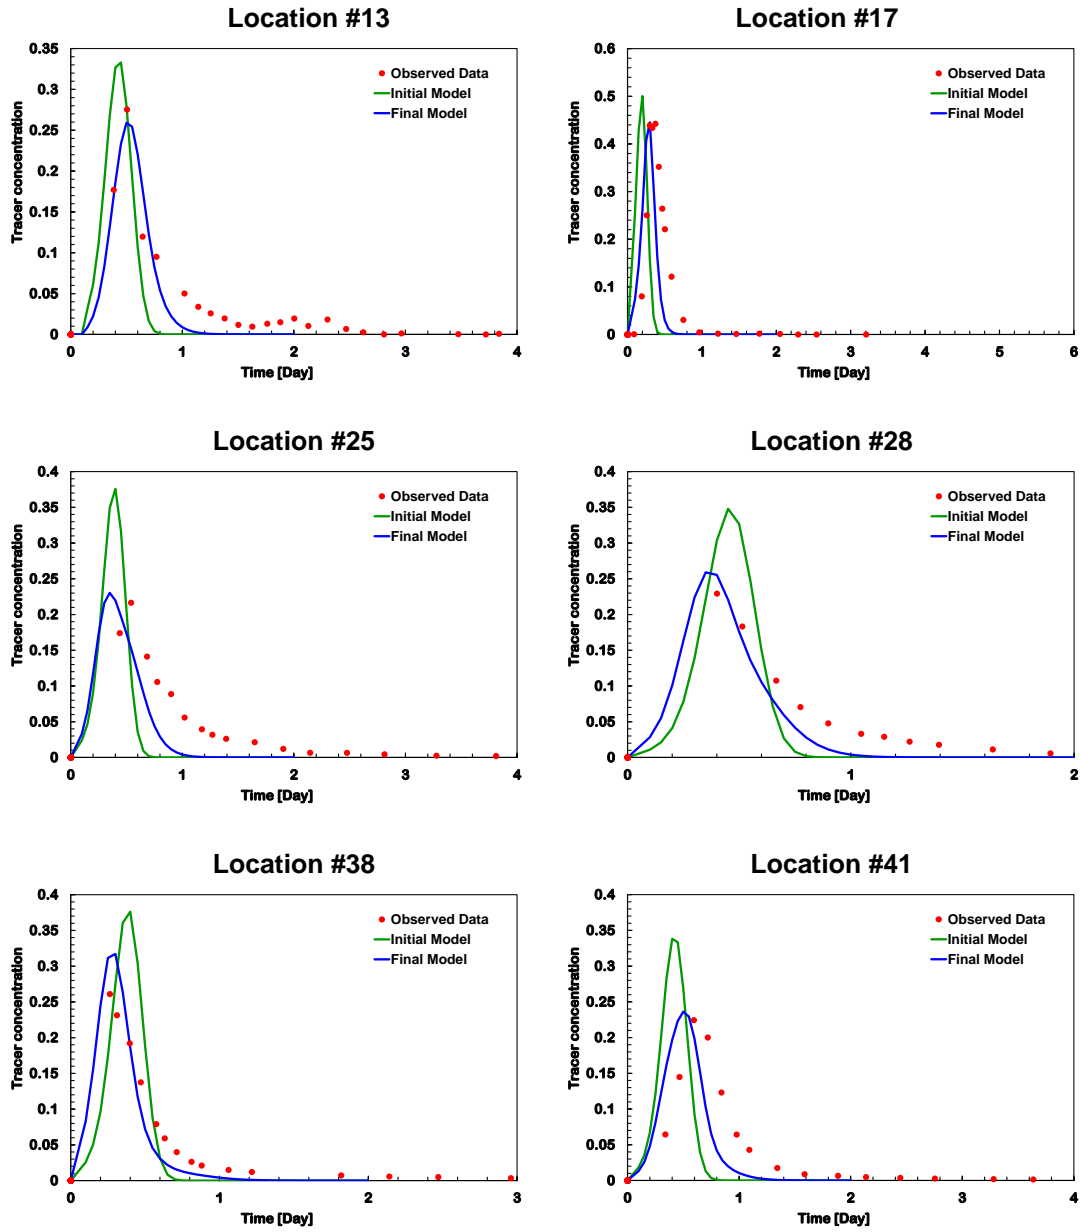 Location #13
0.35
0.3
0.25
0.2
0.15
0.1
0.05
0
Tracer concentration
Observed Data
Initial Model
Final Model
0
1
2
3
4
Time [Day]
Location #17
0.6
0.5
0.4
0.3
0.2
0.1
0
Tracer concentration
Observed Data
Initial Model
Final Model
0
1
2
3
4
5
6
Time [Day]
Location #25
0.4
0.35
0.3
0.25
0.2
0.15
0.1
0.05
0
Tracer concentration
Observed Data
Initial Model
Final Model
0
1
2
3
4
Time [Day]
Location #28
0.4
0.35
0.3
0.25
0.2
0.15
0.1
0.05
0
Tracer concentration
Observed Data
Initial Model
Final Model
0
1
2
Time [Day]
Location #38
0.4
0.35
0.3
0.25
0.2
0.15
0.1
0.05
0
Tracer concentration
Observed Data
Initial Model
Final Model
0
1
2
3
Time [Day]
Location #41
0.4
0.35
0.3
0.25
0.2
0.15
0.1
0.05
0
Tracer concentration
Observed Data
Initial Model
Final Model
0
1
2
3
4
Time [Day]